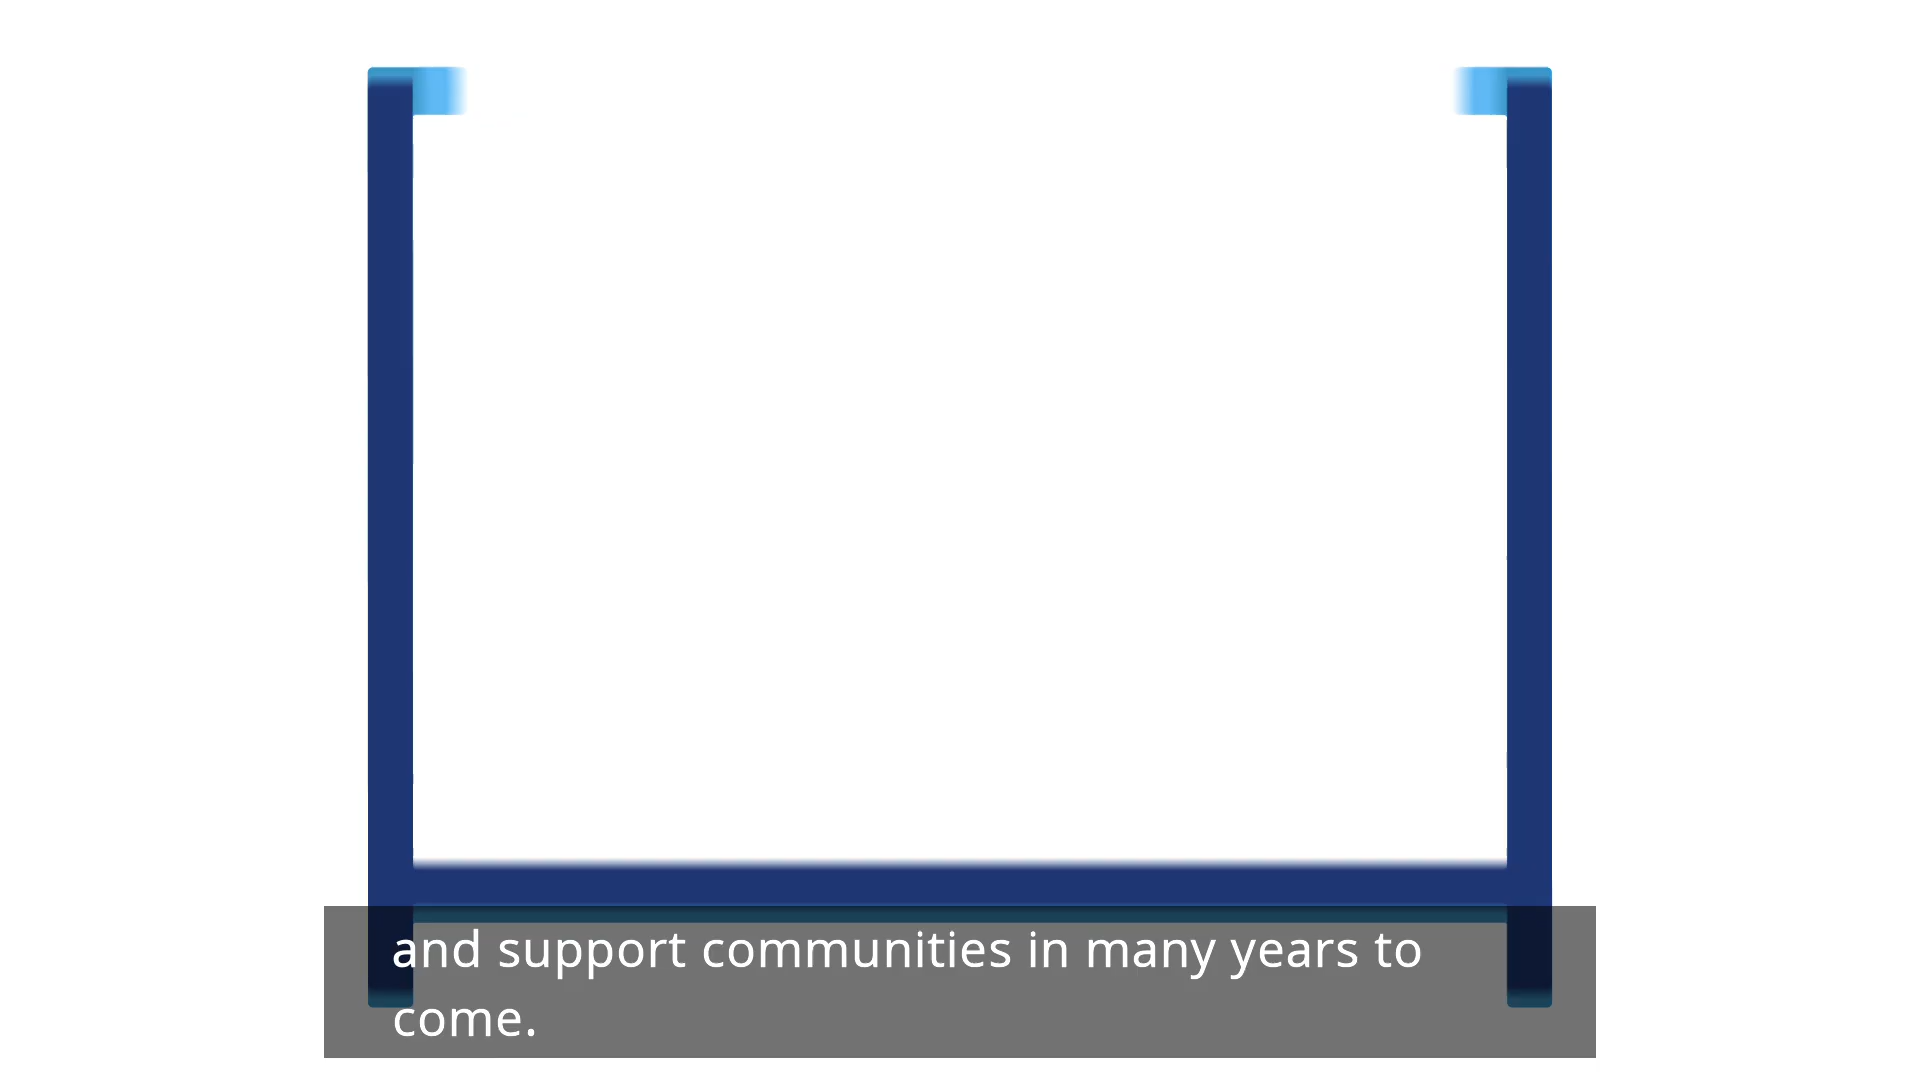 and support communities in many years to
come.